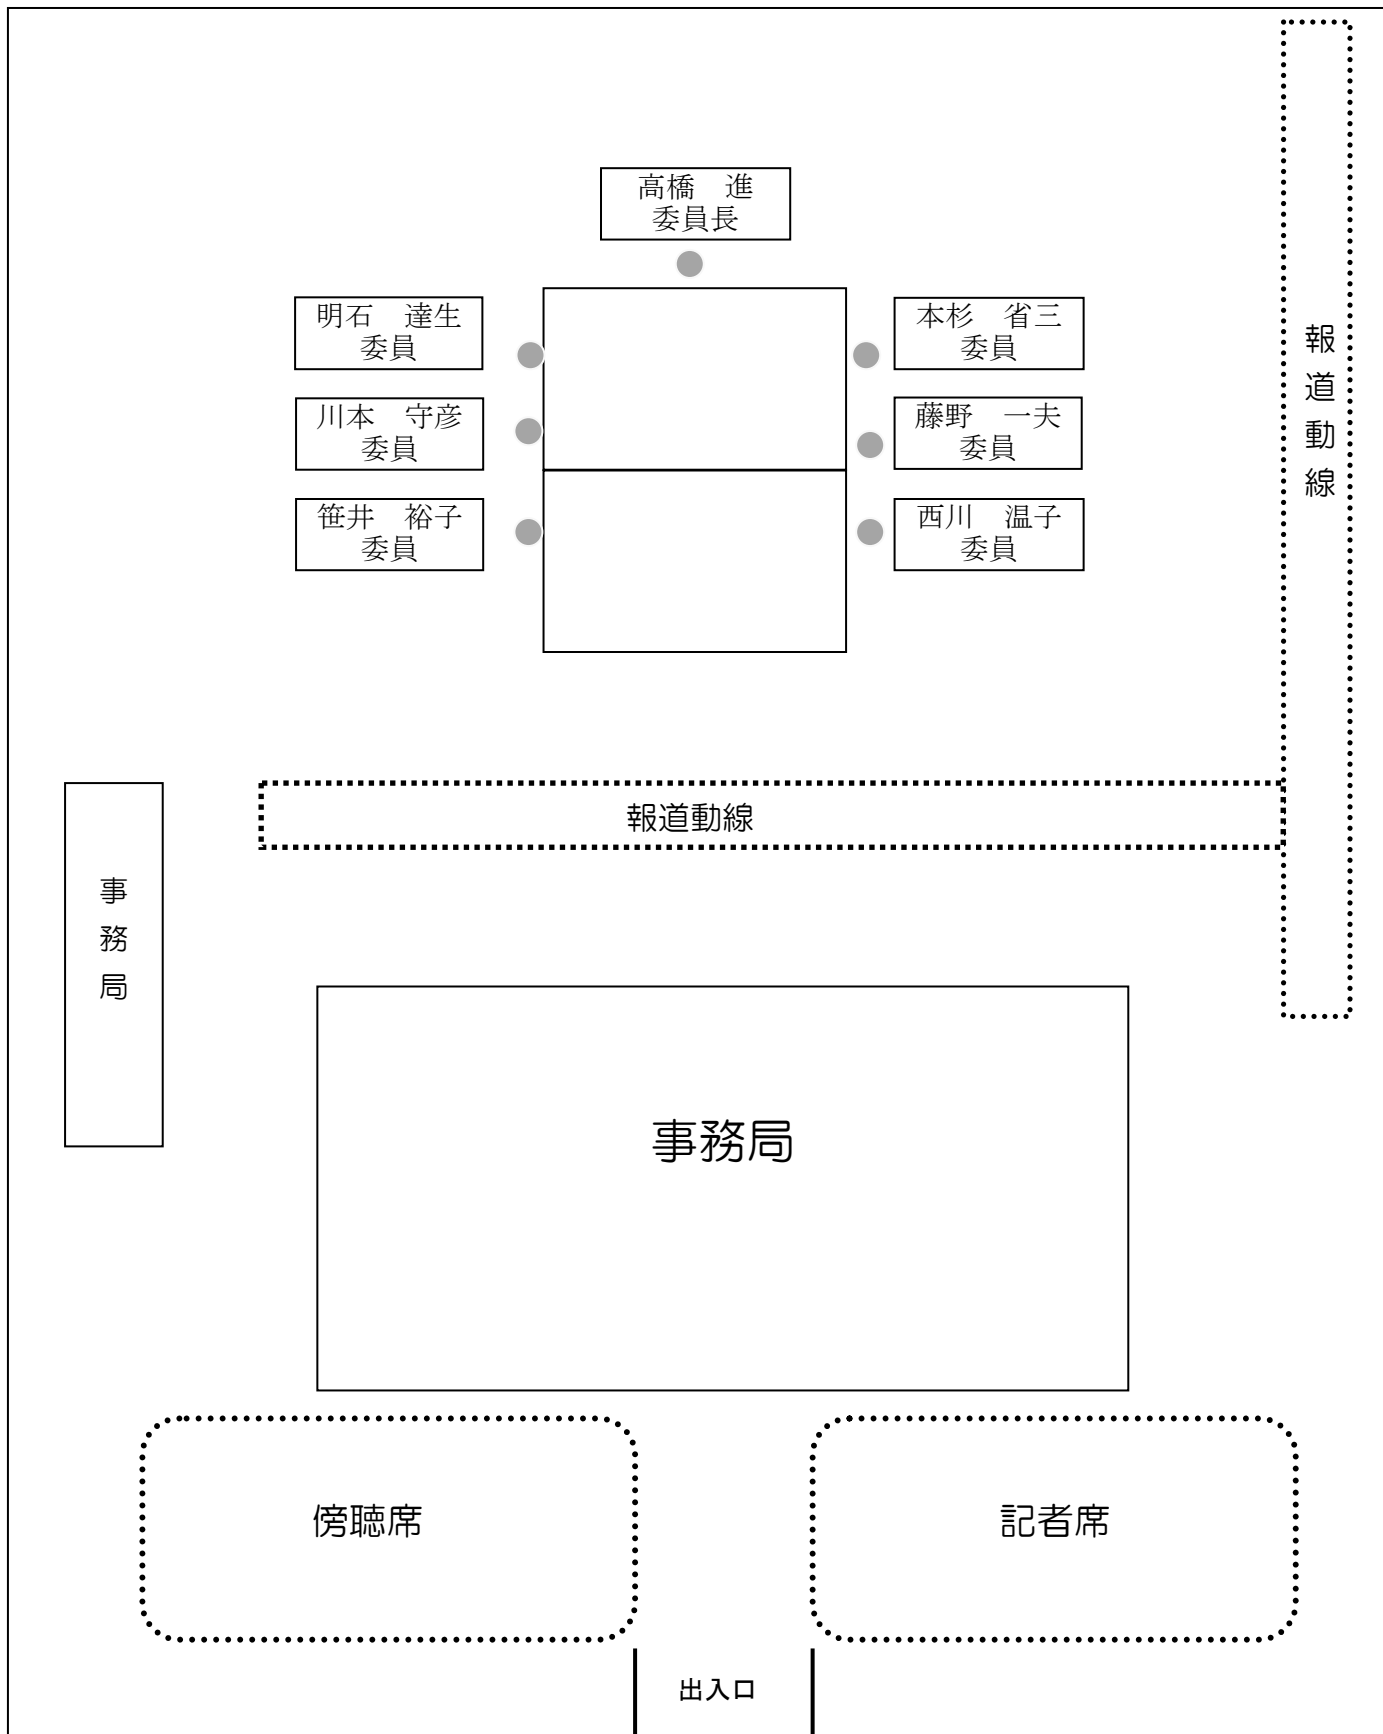 高橋　進
委員長
明石　達生
委員
本杉　省三
委員
川本　守彦
委員
藤野　一夫
委員
笹井　裕子
委員
西川　温子
委員
報道動線
報道動線
事務局
事務局
傍聴席
記者席
出入口